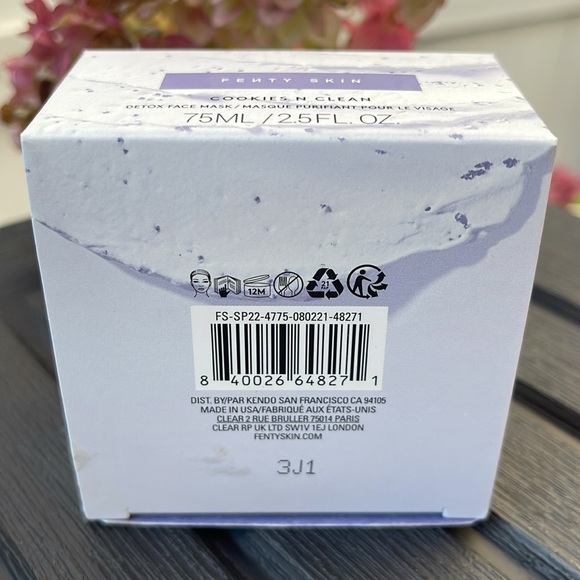 FENTY SKIN
COOKIES N CLEAN
DETOX FACE MASK / MASQUE PURIFIANT POUR LE VISAGE
75ML / 2.5FL. OZ.
12M
21
FS-SP22-4775-080221-48271
8 40026 64827 1
DIST. BY/PAR KENDO SAN FRANCISCO CA 94105
MADE IN USA/FABRIQUÉ AUX ÉTATS-UNIS
CLEAR 2 RUE BRULLER 75014 PARIS
CLEAR RP UK LTD SW1V 1EJ LONDON
FENTYSKIN.COM
3J1